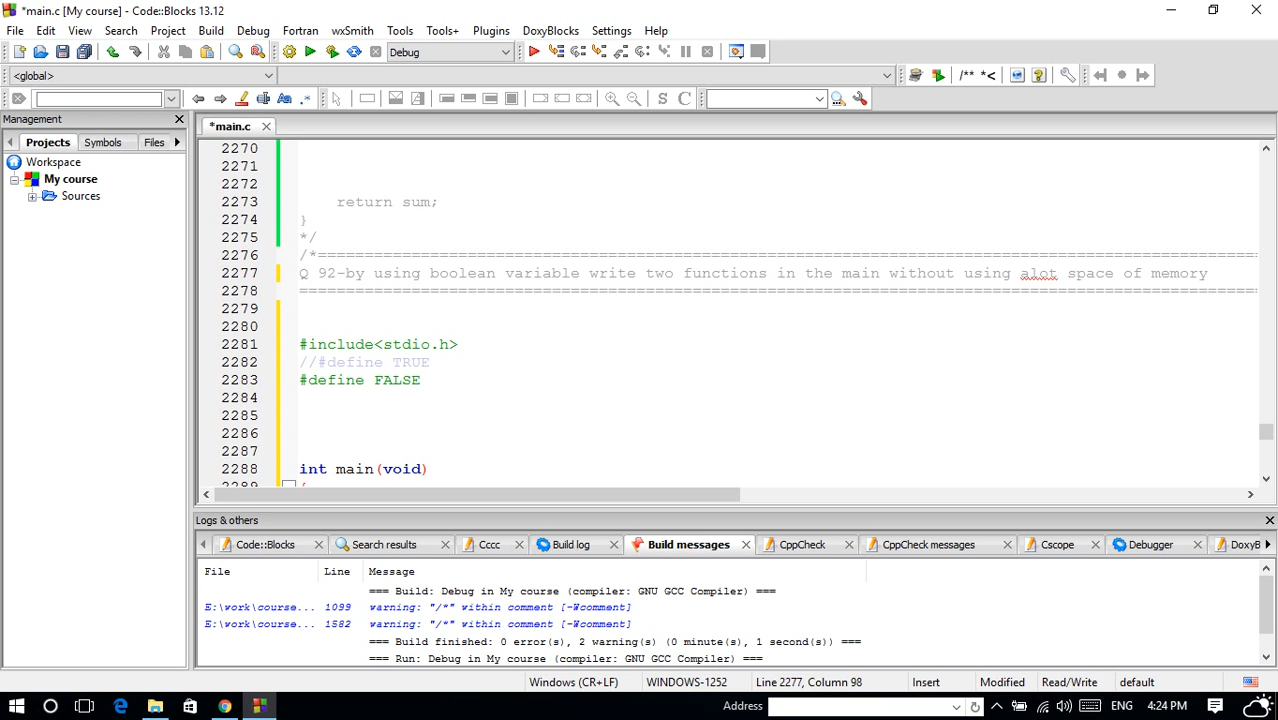 *main.c [My course] - Code::Blocks 13.12
File Edit View Search Project Build Debug Fortran wxSmith Tools Tools+ Plugins DoxyBlocks Settings Help
Debug
<global>
/** *<
Aa .* S C
Management
*main.c
Projects Symbols Files
Workspace
My course
Sources
2270
2271
2272
2273 return sum;
2274 }
2275 */
2276 /*=====================================================================================================
2277 Q 92-by using boolean variable write two functions in the main without using alot space of memory
2278 =======================================================================================================
2279
2280
2281 #include<stdio.h>
2282 //#define TRUE
2283 #define FALSE
2284
2285
2286
2287
2288 int main(void)
2289 {
Logs & others
Code::Blocks Search results Cccc Build log Build messages CppCheck CppCheck messages Cscope Debugger DoxyB
File Line Message
=== Build: Debug in My course (compiler: GNU GCC Compiler) ===
E:\work\course... 1099 warning: "/*" within comment [-Wcomment]
E:\work\course... 1582 warning: "/*" within comment [-Wcomment]
=== Build finished: 0 error(s), 2 warning(s) (0 minute(s), 1 second(s)) ===
=== Run: Debug in My course (compiler: GNU GCC Compiler) ===
Windows (CR+LF) WINDOWS-1252 Line 2277, Column 98 Insert Modified Read/Write default
Address ENG 4:24 PM